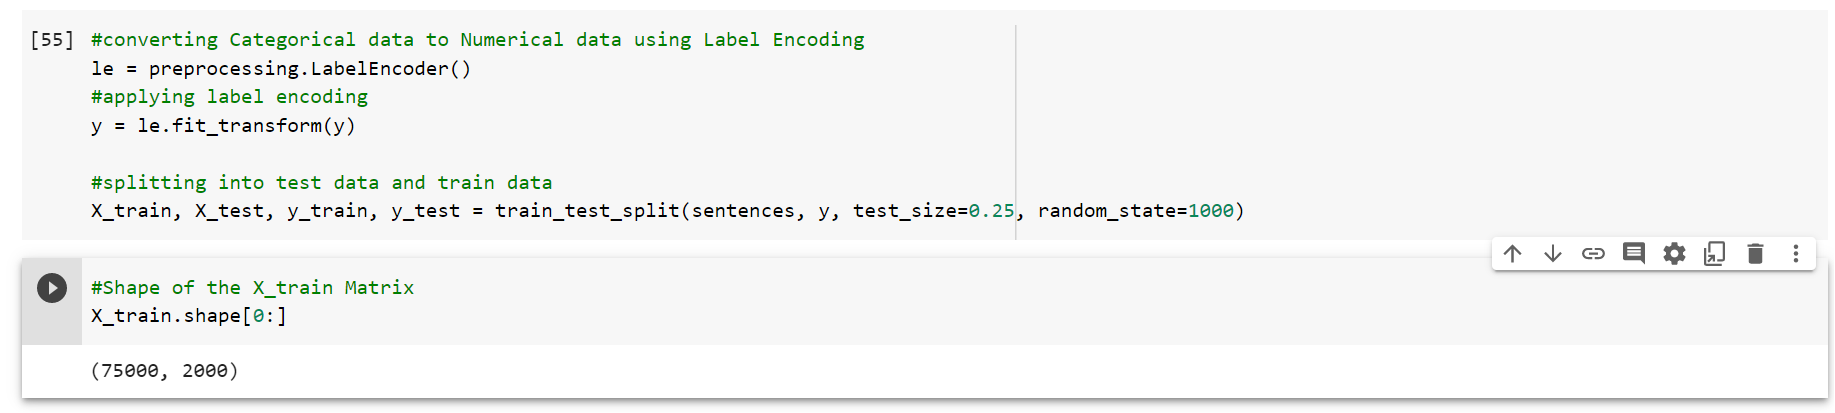 [55] #converting Categorical data to Numerical data using Label Encoding
le = preprocessing.LabelEncoder()
#applying label encoding
y = le.fit_transform(y)
#splitting into test data and train data
X_train, X_test, y_train, y_test = train_test_split(sentences, y, test_size=0.25, random_state=1000)
#Shape of the X_train Matrix
X_train.shape[0:]
(75000, 2000)